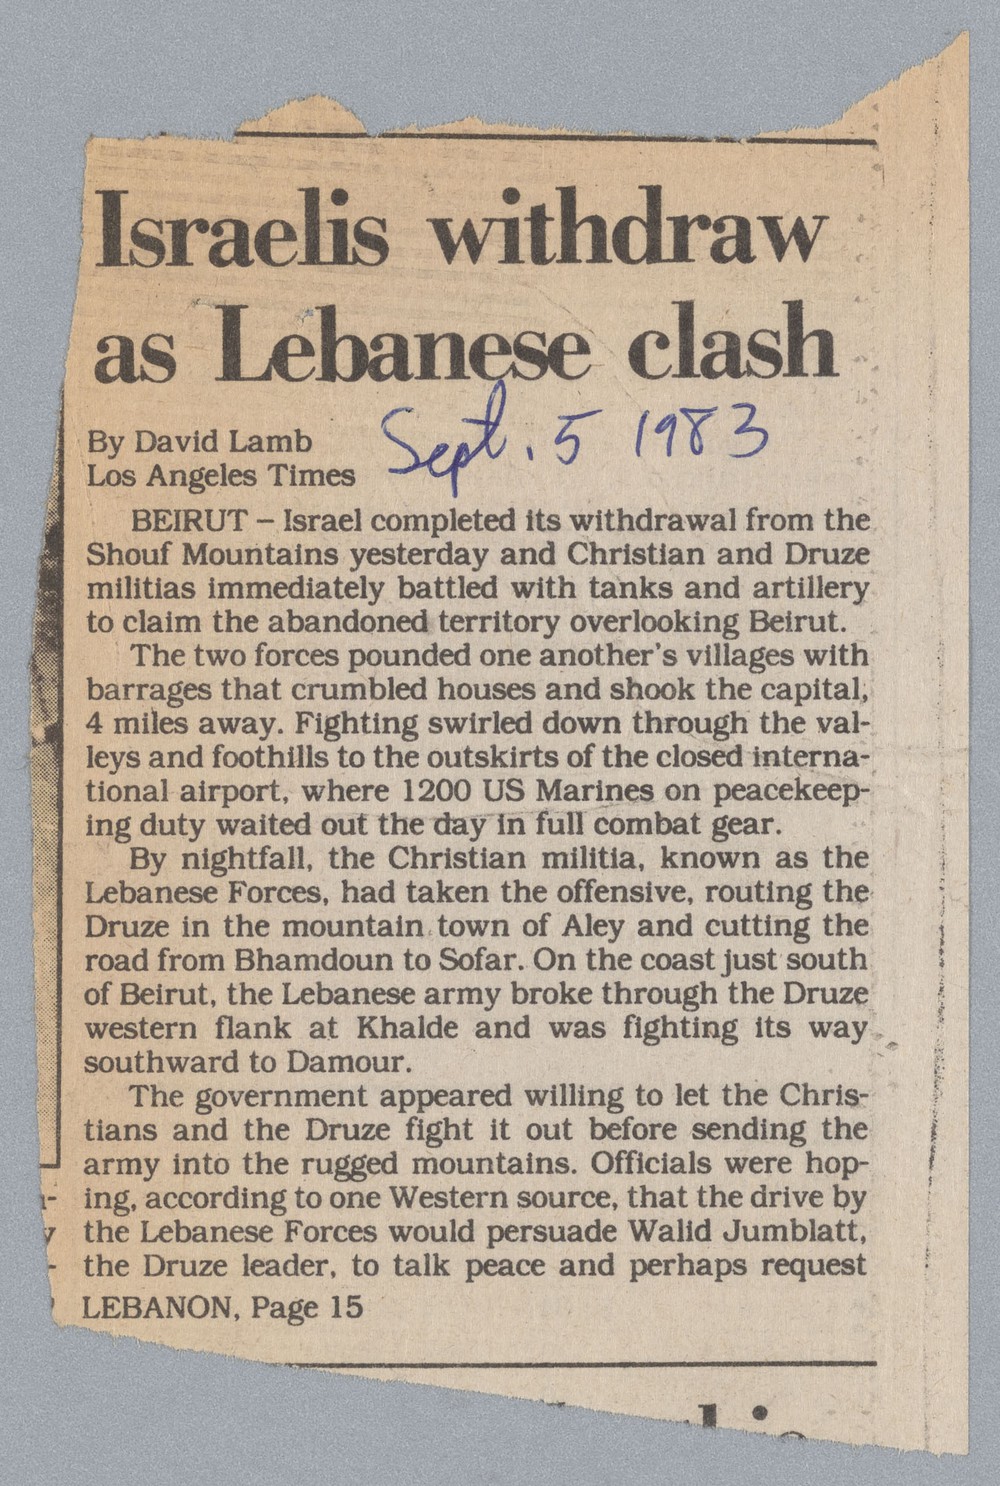 Israelis withdraw
as Lebanese clash
Sept. 5 1983
By David Lamb
Los Angeles Times
BEIRUT – Israel completed its withdrawal from the
Shouf Mountains yesterday and Christian and Druze
militias immediately battled with tanks and artillery
to claim the abandoned territory overlooking Beirut.
The two forces pounded one another's villages with
barrages that crumbled houses and shook the capital,
4 miles away. Fighting swirled down through the val-
leys and foothills to the outskirts of the closed interna-
tional airport, where 1200 US Marines on peacekeep-
ing duty waited out the day in full combat gear.
By nightfall, the Christian militia, known as the
Lebanese Forces, had taken the offensive, routing the
Druze in the mountain town of Aley and cutting the
road from Bhamdoun to Sofar. On the coast just south
of Beirut, the Lebanese army broke through the Druze
western flank at Khalde and was fighting its way
southward to Damour.
The government appeared willing to let the Chris-
tians and the Druze fight it out before sending the
army into the rugged mountains. Officials were hop-
ing, according to one Western source, that the drive by
the Lebanese Forces would persuade Walid Jumblatt,
the Druze leader, to talk peace and perhaps request
LEBANON, Page 15